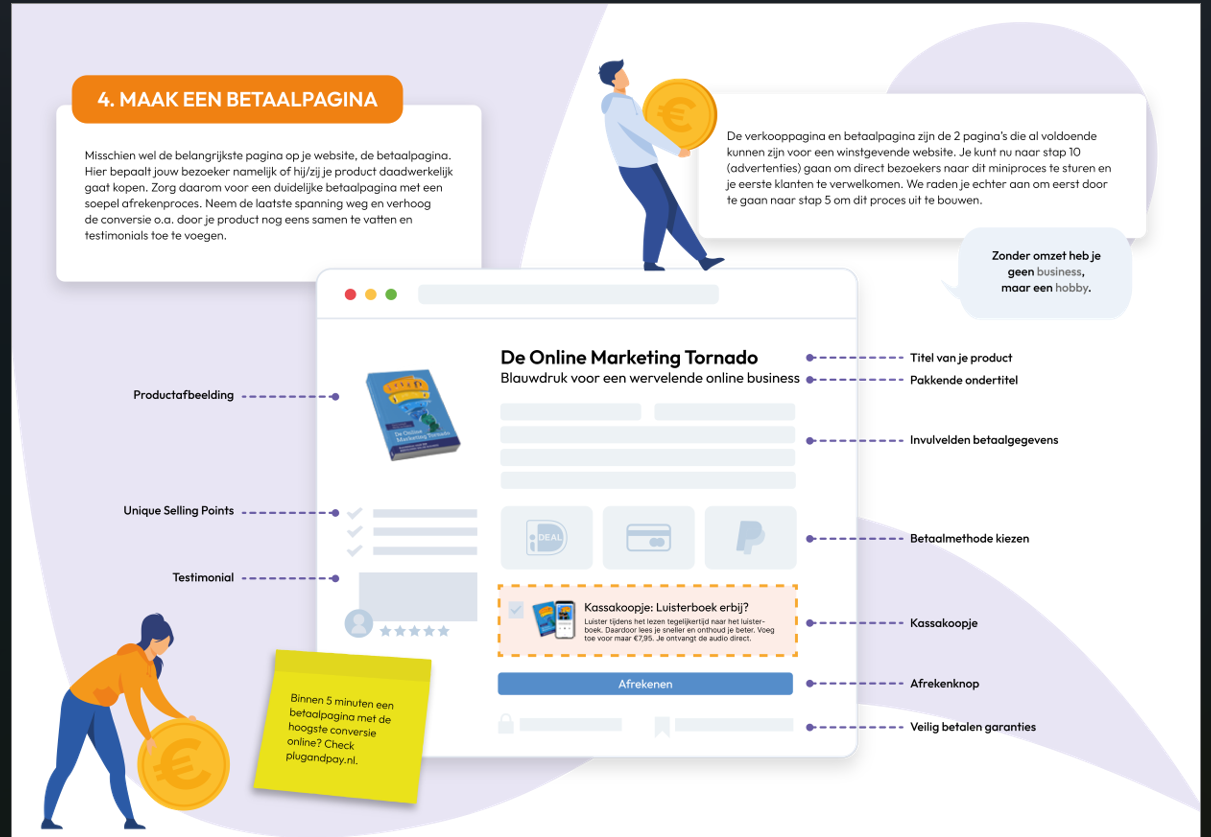 4. MAAK EEN BETAALPAGINA
Misschien wel de belangrijkste pagina op je website, de betaalpagina.
Hier bepaalt jouw bezoeker namelijk of hij/zij je product daadwerkelijk
gaat kopen. Zorg daarom voor een duidelijke betaalpagina met een
soepel afrekenproces. Neem de laatste spanning weg en verhoog
de conversie o.a. door je product nog eens samen te vatten en
testimonials toe te voegen.
De verkooppagina en betaalpagina zijn de 2 pagina's die al voldoende
kunnen zijn voor een winstgevende website. Je kunt nu naar stap 10
(advertenties) gaan om direct bezoekers naar dit miniproces te sturen en
je eerste klanten te verwelkomen. We raden je echter aan om eerst door
te gaan naar stap 5 om dit proces uit te bouwen.
Zonder omzet heb je
geen business,
maar een hobby.
De Online Marketing Tornado
Blauwdruk voor een wervelende online business
Titel van je product
Pakkende ondertitel
Productafbeelding
De Online
Marketing Tornado
Invulvelden betaalgegevens
Unique Selling Points
iDEAL
Betaalmethode kiezen
Testimonial
Kassakoopje: Luisterboek erbij?
Luister tijdens het lezen tegelijkertijd naar het luister-
boek. Daardoor lees je sneller en onthoud je beter. Voeg
toe voor maar €7,95. Je ontvangt de audio direct.
Kassakoopje
Afrekenen
Afrekenknop
Veilig betalen garanties
Binnen 5 minuten een
betaalpagina met de
hoogste conversie
online? Check
plugandpay.nl.